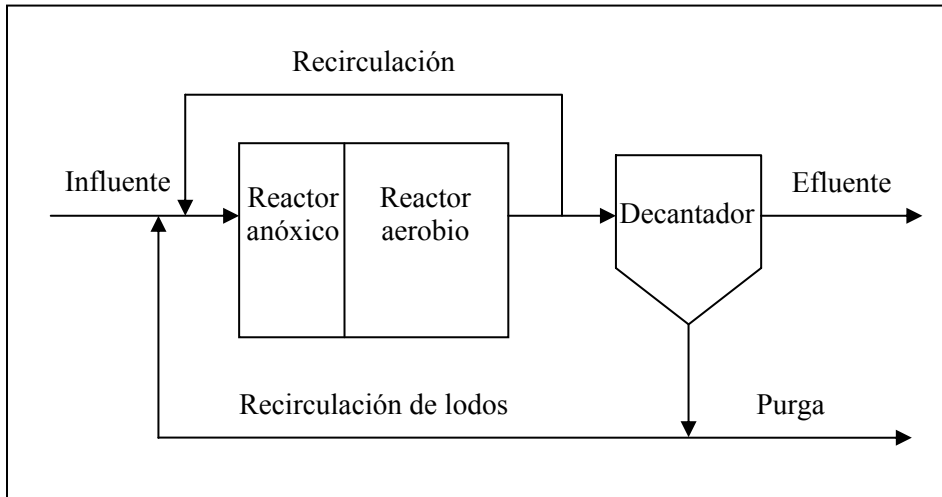 Recirculación
Influente
Reactor
anóxico
Reactor
aerobio
Decantador
Efluente
Recirculación de lodos
Purga